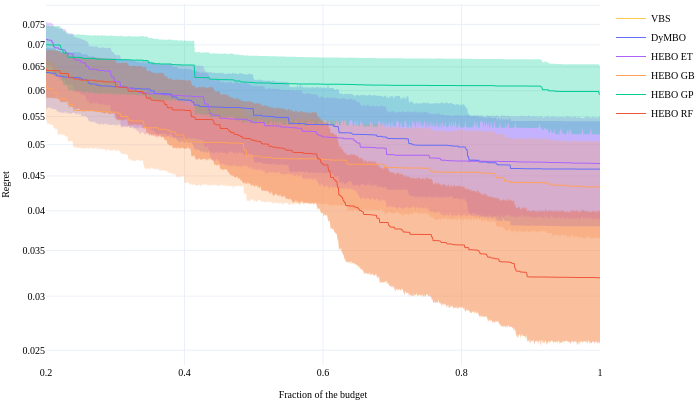 0.075
0.07
0.065
0.06
0.055
0.05
0.045
0.04
0.035
0.03
0.025
Regret
0.2
0.4
0.6
0.8
1
Fraction of the budget
VBS
DyMBO
HEBO ET
HEBO GB
HEBO GP
HEBO RF